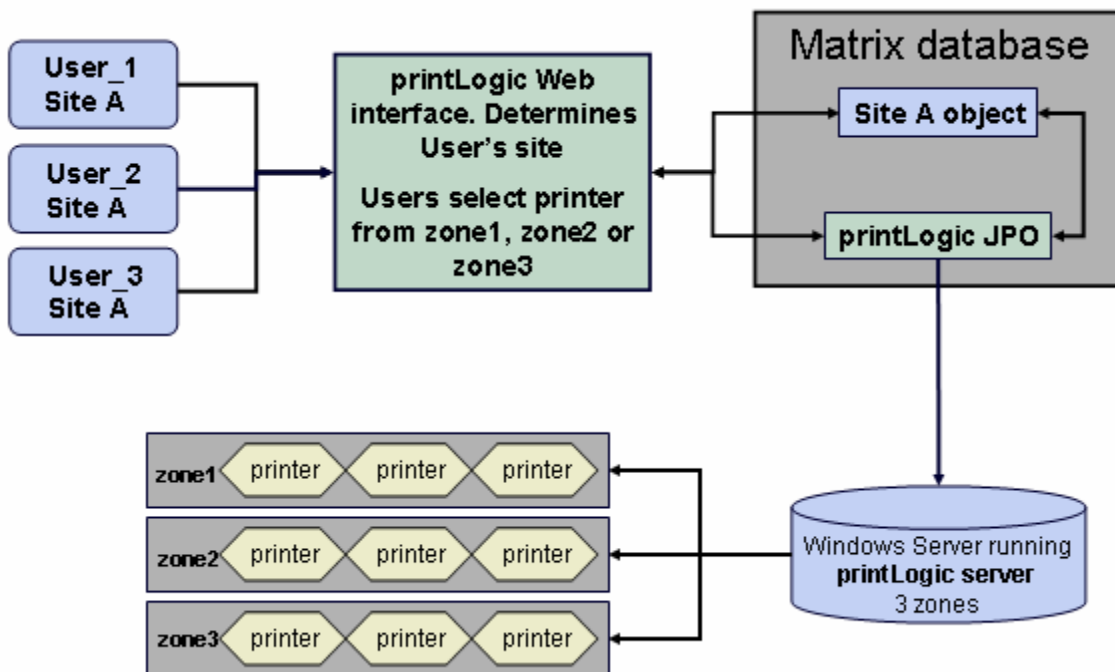 User_1
Site A
User_2
Site A
User_3
Site A
printLogic Web
interface. Determines
User's site
Users select printer
from zone1, zone2 or
zone3
Matrix database
Site A object
printLogic JPO
zone1 printer printer printer
zone2 printer printer printer
zone3 printer printer printer
Windows Server running
printLogic server
3 zones